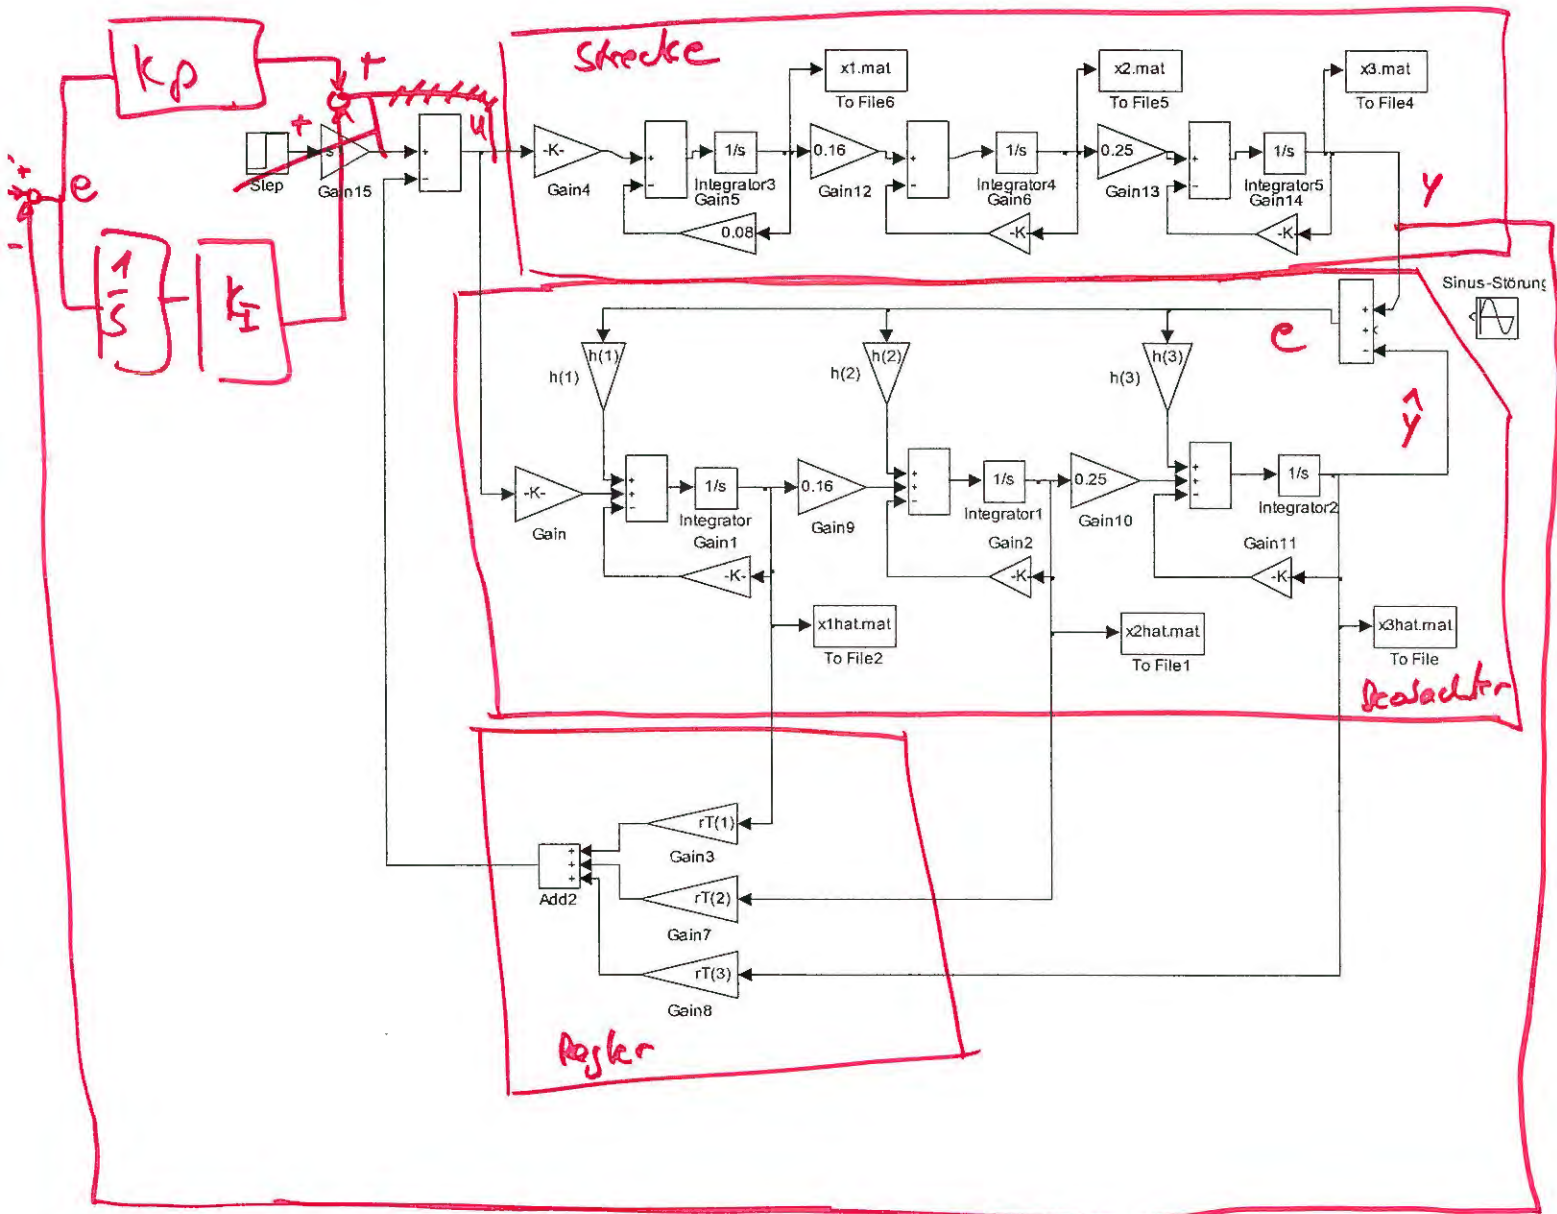 Kp
+
Strecke
x1.mat
To File6
x2.mat
To File5
x3.mat
To File4
+
u
Step
Gain15
+
-
-K-
Gain4
+
-
1/s
Integrator3
Gain5
0.08
0.16
Gain12
+
-
1/s
Integrator4
Gain6
-K-
0.25
Gain13
+
-
1/s
Integrator5
Gain14
-K-
y
+
e
-
1
s
KI
Sinus-Störung
+
+
-
e
ŷ
h(1)
h(1)
h(2)
h(2)
h(3)
h(3)
-K-
Gain
+
+
-
1/s
Integrator
Gain1
-K-
0.16
Gain9
+
+
-
1/s
Integrator1
Gain2
-K-
0.25
Gain10
+
+
-
1/s
Integrator2
Gain11
-K-
x1hat.mat
To File2
x2hat.mat
To File1
x3hat.mat
To File
Beobachter
rT(1)
Gain3
+
+
+
Add2
rT(2)
Gain7
rT(3)
Gain8
Regler